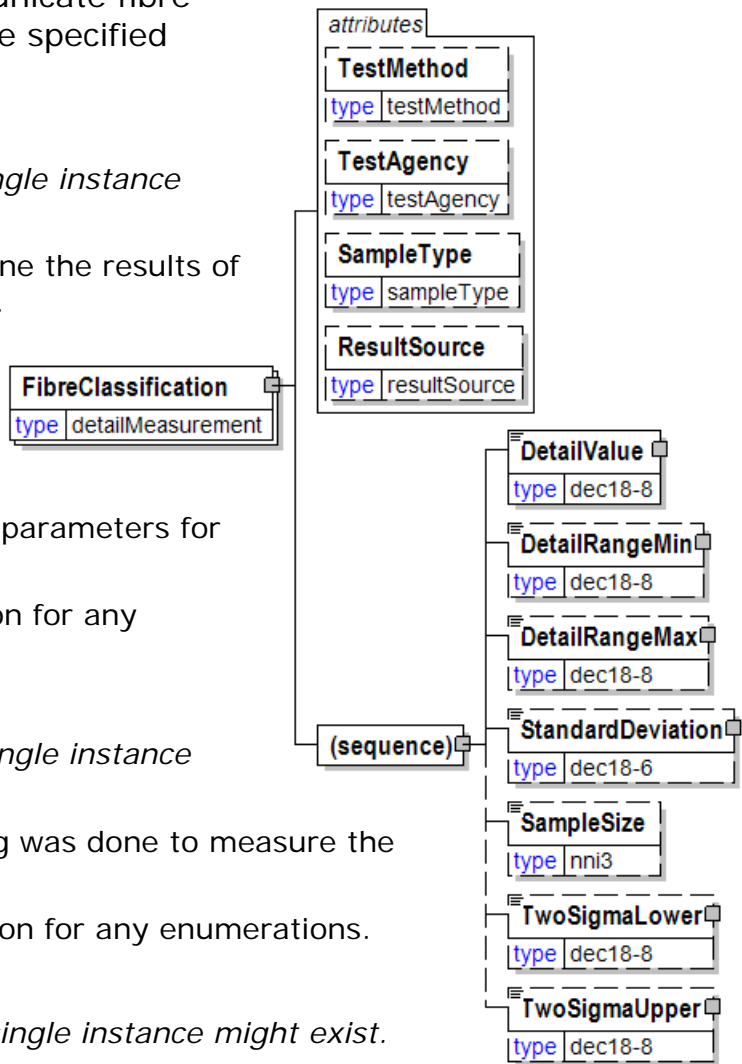 unicate fibre
e specified
ngle instance
ne the results of
.
parameters for
on for any
ngle instance
g was done to measure the
on for any enumerations.
single instance might exist.
FibreClassification
type detailMeasurement
attributes
TestMethod
type testMethod
TestAgency
type testAgency
SampleType
type sampleType
ResultSource
type resultSource
(sequence)
DetailValue
type dec18-8
DetailRangeMin
type dec18-8
DetailRangeMax
type dec18-8
StandardDeviation
type dec18-6
SampleSize
type nni3
TwoSigmaLower
type dec18-8
TwoSigmaUpper
type dec18-8